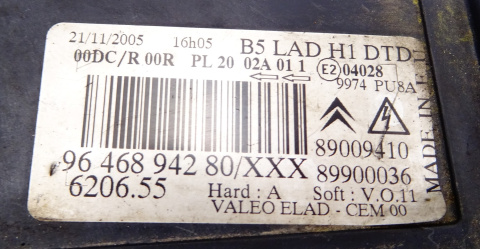 21/11/2005 16h05 B5 LAD H1 DTD
00DC/R 00R PL 20 02A 01 1 E2 04028
9974 PU8A
96 468 942 80/XXX 89009410
6206.55 89900036
Hard : A Soft : V.O.11
VALEO ELAD - CEM 00
MADE IN